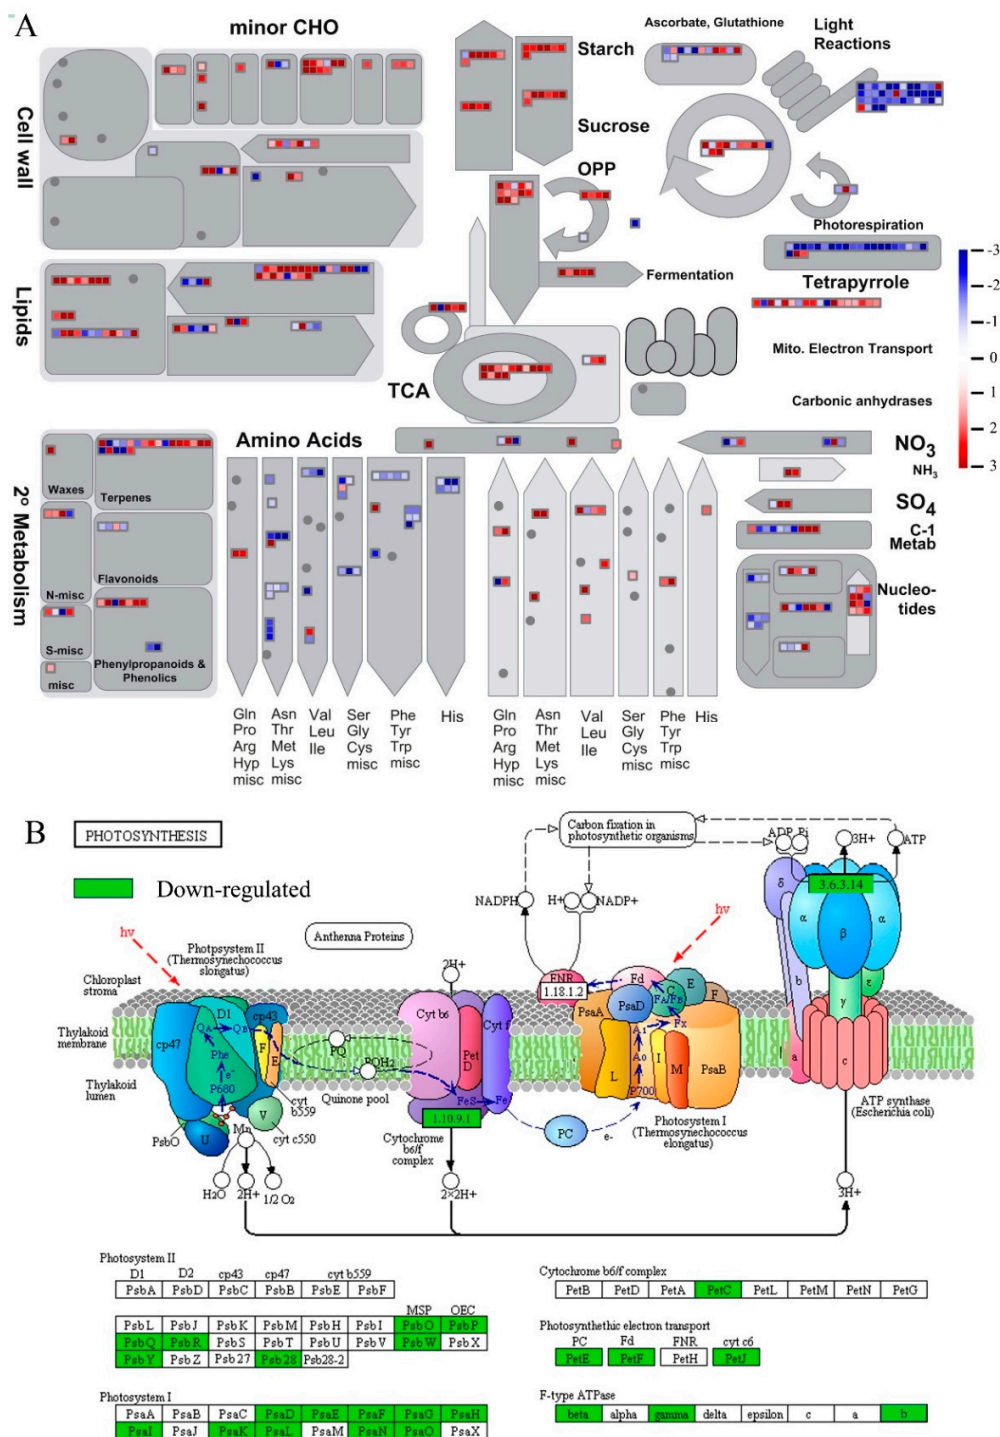 A
minor CHO
Cell wall
Lipids
2° Metabolism
Starch
Sucrose
OPP
Ascorbate, Glutathione
Light
Reactions
Photorespiration
Fermentation
Tetrapyrrole
Mito. Electron Transport
Carbonic anhydrases
TCA
-3
-2
-1
0
1
2
3
Amino Acids
NO3
NH3
SO4
C-1
Metab
Nucleo-
tides
Waxes
Terpenes
Flavonoids
N-misc
S-misc
Phenylpropanoids &
Phenolics
misc
Gln
Pro
Arg
Hyp
misc
Asn
Thr
Met
Lys
misc
Val
Leu
Ile
Ser
Gly
Cys
misc
Phe
Tyr
Trp
misc
His
Gln
Pro
Arg
Hyp
misc
Asn
Thr
Met
Lys
misc
Val
Leu
Ile
Ser
Gly
Cys
misc
Phe
Tyr
Trp
misc
His
B
PHOTOSYNTHESIS
Down-regulated
Carbon fixation in
photosynthetic organisms
ADP Pi
3H+
ATP
NADPH
H+
NADP+
3.6.3.14
δ
α
β
α
b
γ
ε
a
c
hv
hv
Anthenna Proteins
Photpsystem II
(Thermosynechococcus
slongatus)
Chloroplast
stroma
Thylakoid
membrane
Thylakoid
lumen
D1
cp43
cp47
QA
QB
Phe
e-
P680
F
E
PsbO
U
Mn
V
cyt
b559
cyt c550
H2O
2H+
1/2 O2
PQ
PQH2
Quinone pool
2H+
Cyt b6
Pet
D
Cyt f
FeS
Fe
1.10.9.1
Cytochrome
b6/f
complex
2×2H+
PC
e-
FNR
1.18.1.2
Fd
PsaD
PsaA
C
E
F
FA/FB
Fx
A1
A0
P700
L
I
M
PsaB
Photosystem I
(Thermosynechococcus
elongatus)
ATP synthase
(Escherichia coli)
3H+
Photosystem II
D1 D2 cp43 cp47 cyt b559
PsbA PsbD PsbC PsbB PsbE PsbF
MSP OEC
PsbL PsbJ PsbK PsbM PsbH PsbI PsbO PsbP
PsbQ PsbR PsbS PsbT PsbU PsbV PsbW PsbX
PsbY PsbZ Psb27 Psb28 Psb28-2
Photosystem I
PsaA PsaB PsaC PsaD PsaE PsaF PsaG PsaH
PsaI PsaJ PsaK PsaL PsaM PsaN PsaO PsaX
Cytochrome b6/f complex
PetB PetD PetA PetC PetL PetM PetN PetG
Photosynthethic electron transport
PC Fd FNR cyt c6
PetE PetF PetH PetJ
F-type ATPase
beta alpha gamma delta epsilon c a b